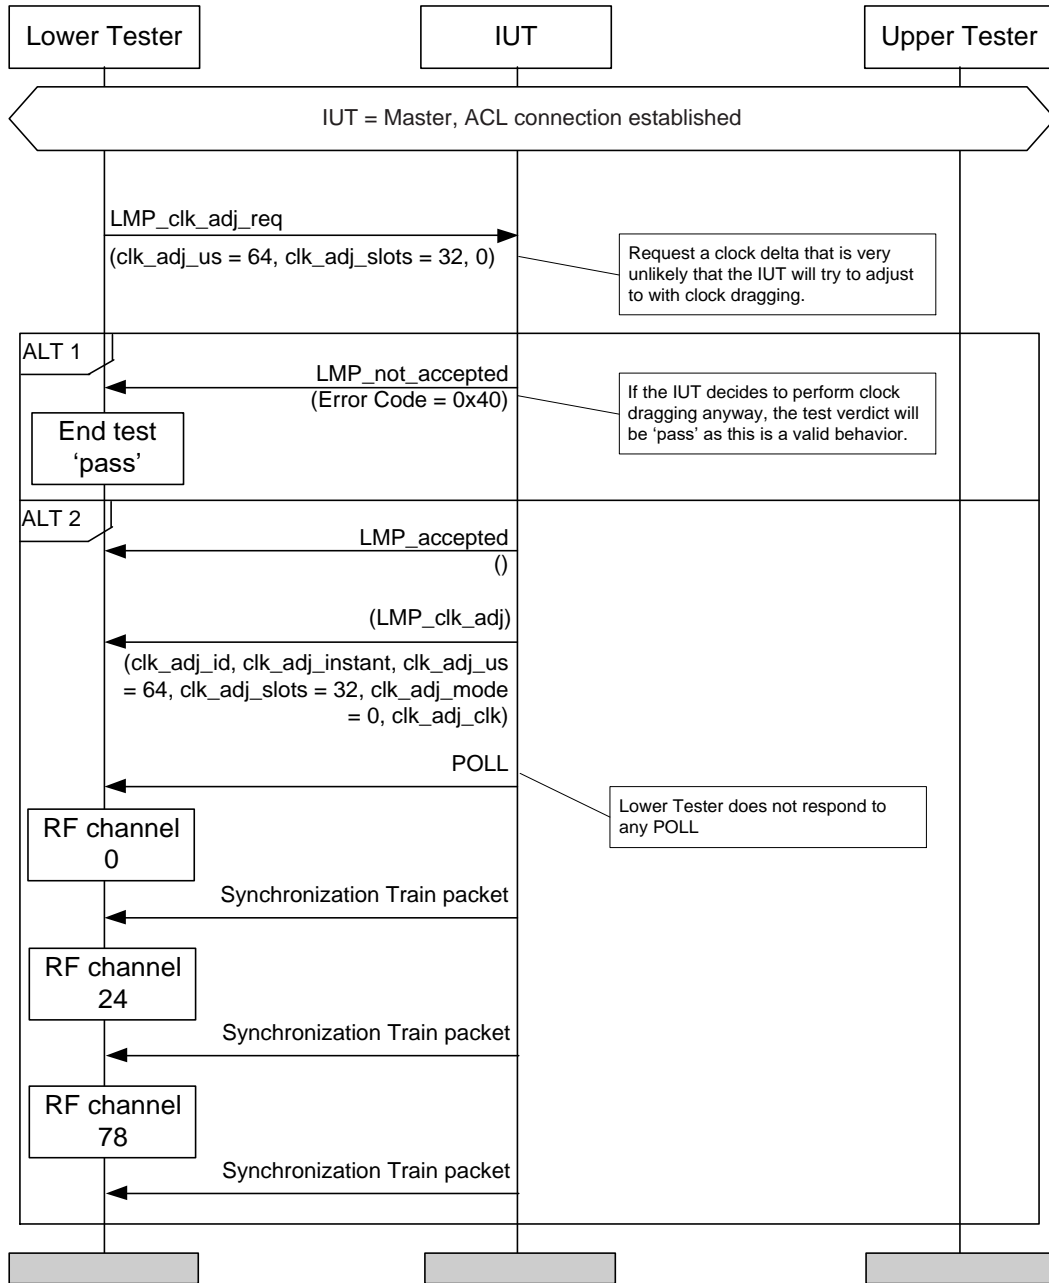 Lower Tester
IUT
Upper Tester
IUT = Master, ACL connection established
LMP_clk_adj_req
(clk_adj_us = 64, clk_adj_slots = 32, 0)
Request a clock delta that is very
unlikely that the IUT will try to adjust
to with clock dragging.
ALT 1
LMP_not_accepted
(Error Code = 0x40)
If the IUT decides to perform clock
dragging anyway, the test verdict will
be ‘pass’ as this is a valid behavior.
End test
‘pass’
ALT 2
LMP_accepted
()
(LMP_clk_adj)
(clk_adj_id, clk_adj_instant, clk_adj_us
= 64, clk_adj_slots = 32, clk_adj_mode
= 0, clk_adj_clk)
POLL
Lower Tester does not respond to
any POLL
RF channel
0
Synchronization Train packet
RF channel
24
Synchronization Train packet
RF channel
78
Synchronization Train packet